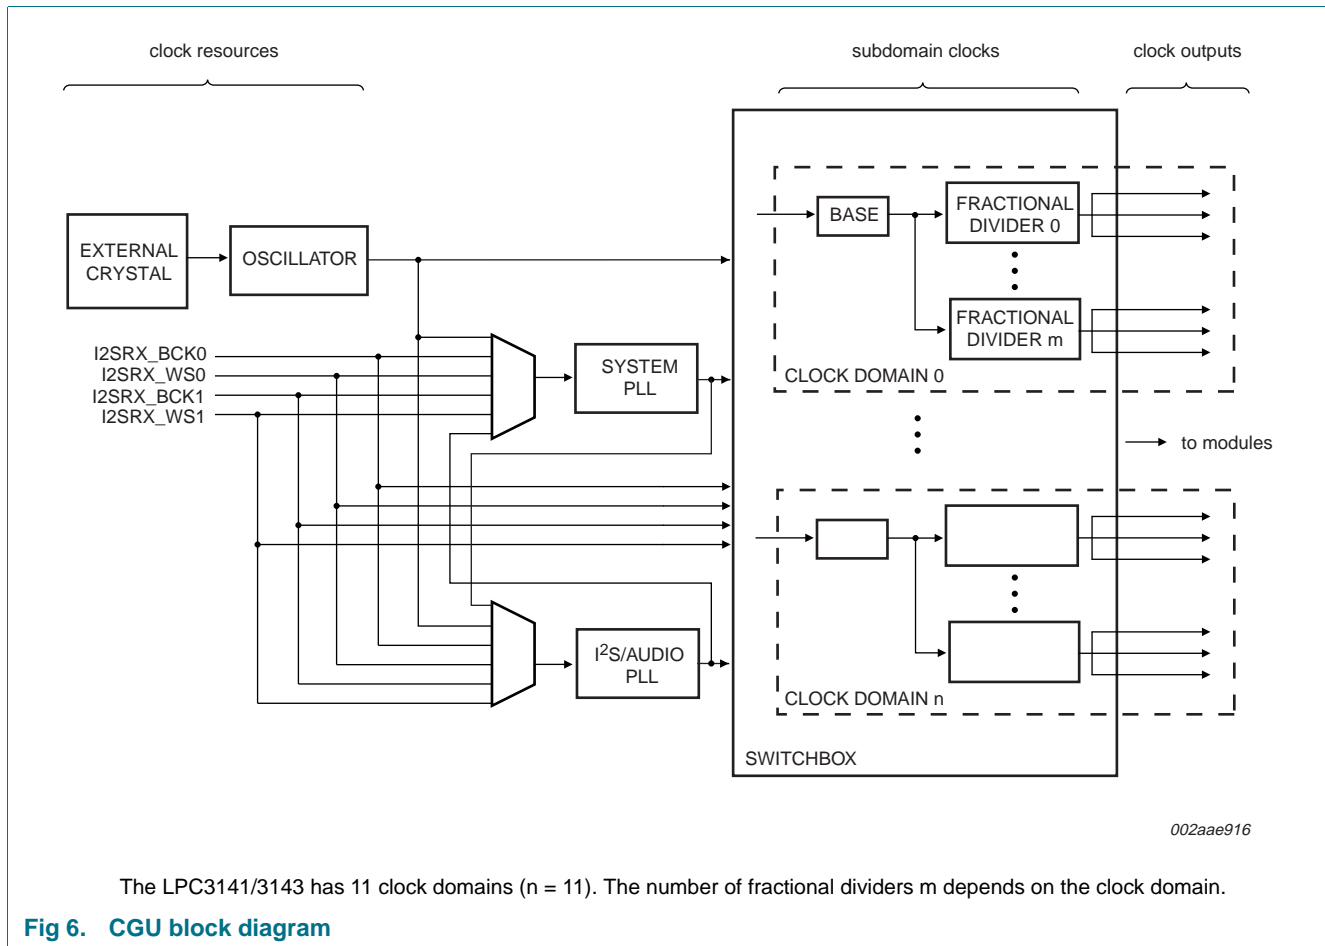 clock resources
subdomain clocks
clock outputs
EXTERNAL
CRYSTAL
OSCILLATOR
BASE
FRACTIONAL
DIVIDER 0
FRACTIONAL
DIVIDER m
CLOCK DOMAIN 0
I2SRX_BCK0
I2SRX_WS0
I2SRX_BCK1
I2SRX_WS1
SYSTEM
PLL
to modules
I²S/AUDIO
PLL
CLOCK DOMAIN n
SWITCHBOX
002aae916
The LPC3141/3143 has 11 clock domains (n = 11). The number of fractional dividers m depends on the clock domain.
Fig 6. CGU block diagram